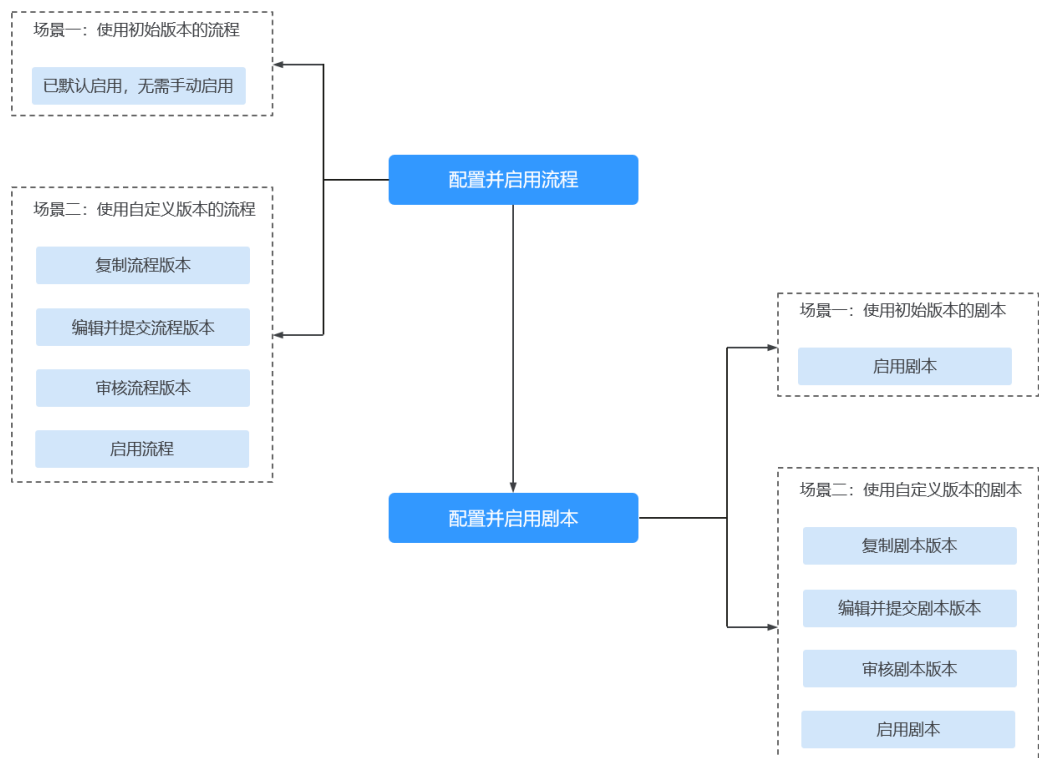 场景一：使用初始版本的流程
已默认启用，无需手动启用
配置并启用流程
场景二：使用自定义版本的流程
复制流程版本
编辑并提交流程版本
审核流程版本
启用流程
场景一：使用初始版本的剧本
启用剧本
配置并启用剧本
场景二：使用自定义版本的剧本
复制剧本版本
编辑并提交剧本版本
审核剧本版本
启用剧本